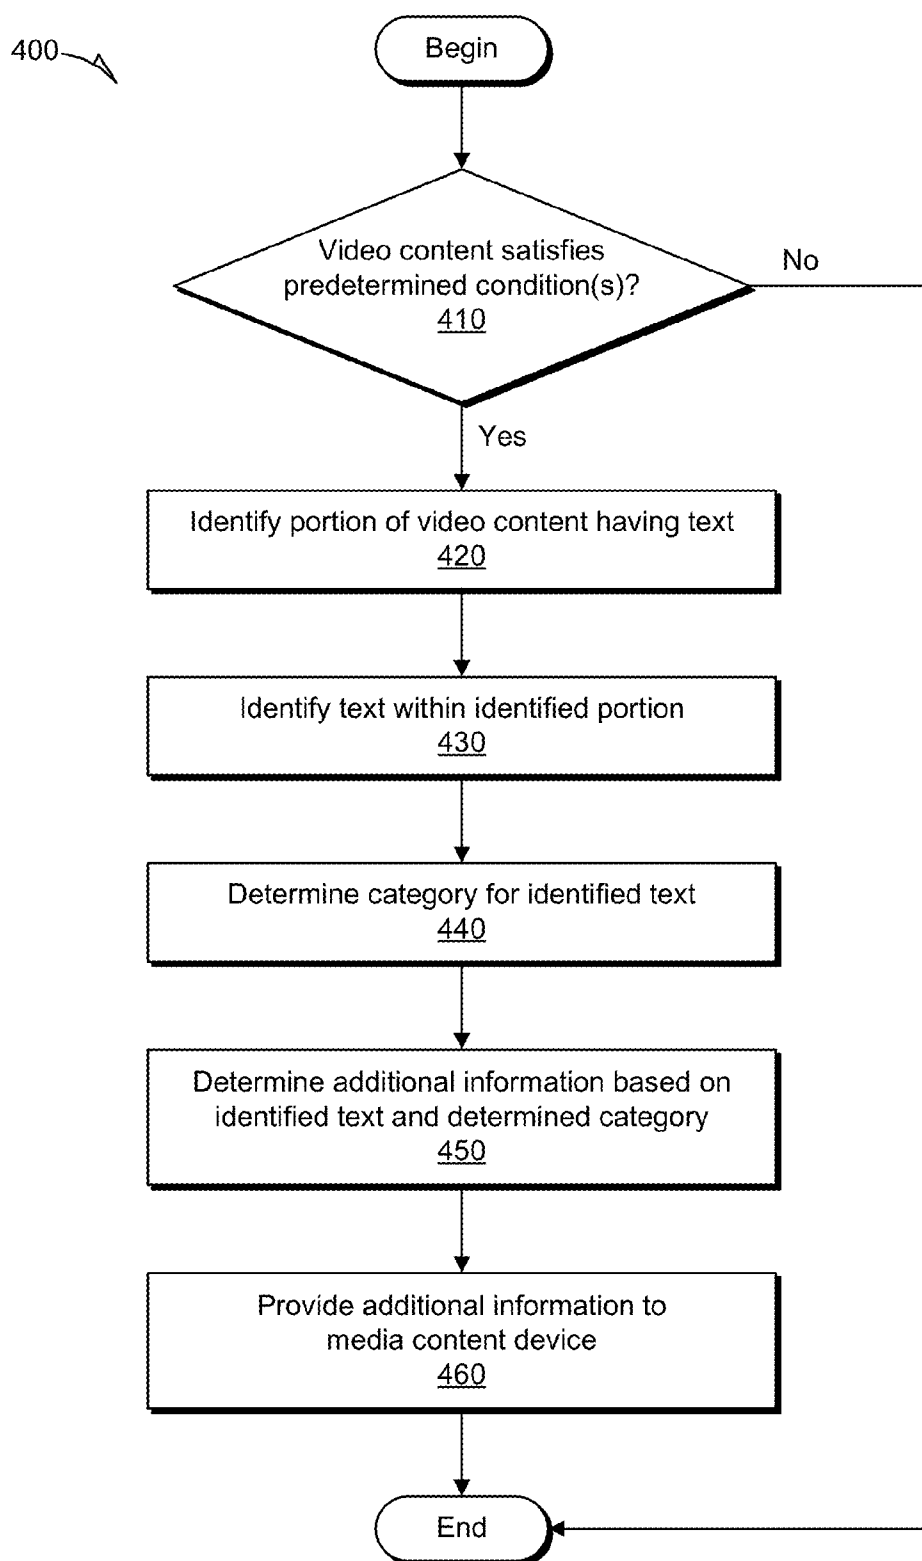 400
Begin
Video content satisfies
predetermined condition(s)?
410
No
Yes
Identify portion of video content having text
420
Identify text within identified portion
430
Determine category for identified text
440
Determine additional information based on
identified text and determined category
450
Provide additional information to
media content device
460
End